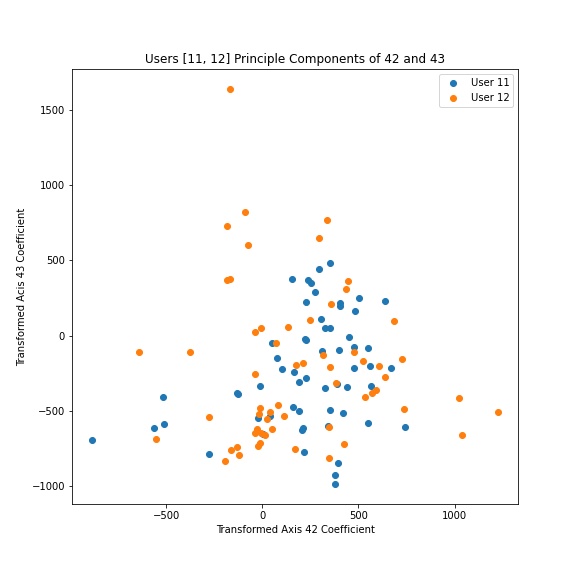 Users [11, 12] Principle Components of 42 and 43
User 11
User 12
1500
1000
500
0
−500
−1000
Transformed Acis 43 Coefficient
−500
0
500
1000
Transformed Axis 42 Coefficient